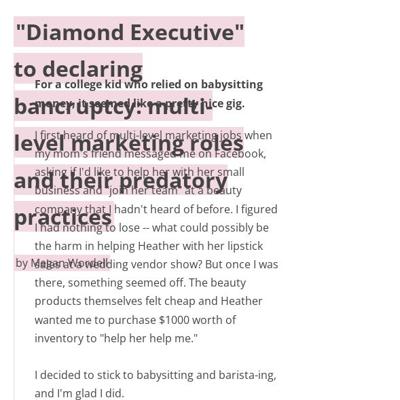 "Diamond Executive"
to declaring
bancruptcy: multi-
level marketing roles
and their predatory
practices
by Megan Wordell
For a college kid who relied on babysitting
money, it seemed like a pretty nice gig.
I first heard of multi-level marketing jobs when
my mom's friend messaged me on Facebook,
asking if I'd like to help her with her small
business and "join her team" at a beauty
company that I hadn't heard of before. I figured
I had nothing to lose -- what could possibly be
the harm in helping Heather with her lipstick
sales at a wedding vendor show? But once I was
there, something seemed off. The beauty
products themselves felt cheap and Heather
wanted me to purchase $1000 worth of
inventory to "help her help me."
I decided to stick to babysitting and barista-ing,
and I'm glad I did.